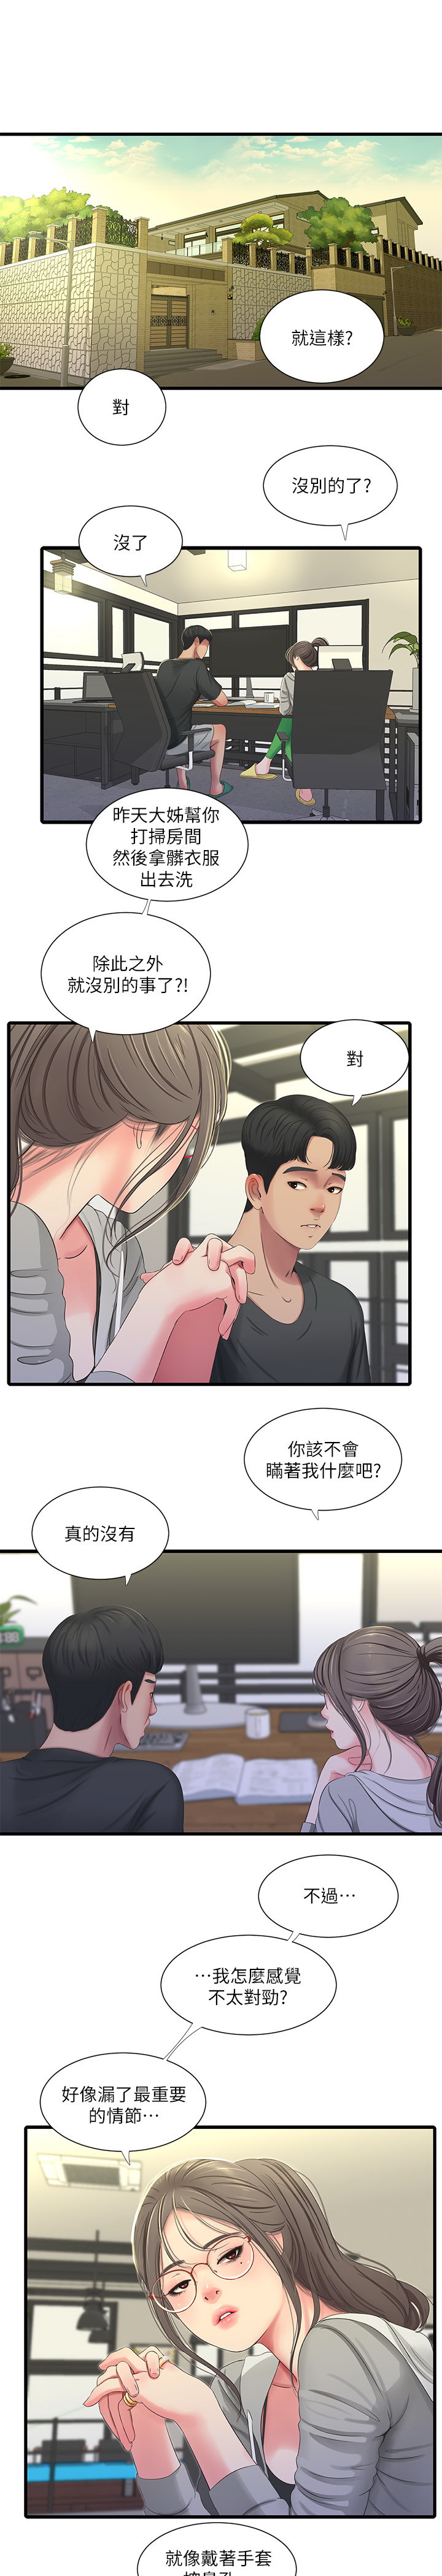 就這樣?
對
沒別的了?
沒了
昨天大姊幫你
打掃房間
然後拿髒衣服
出去洗
除此之外
就沒別的事了?!
對
你該不會
瞞著我什麼吧?
真的沒有
不過…
…我怎麼感覺
不太對勁?
好像漏了最重要
的情節…
就像戴著手套